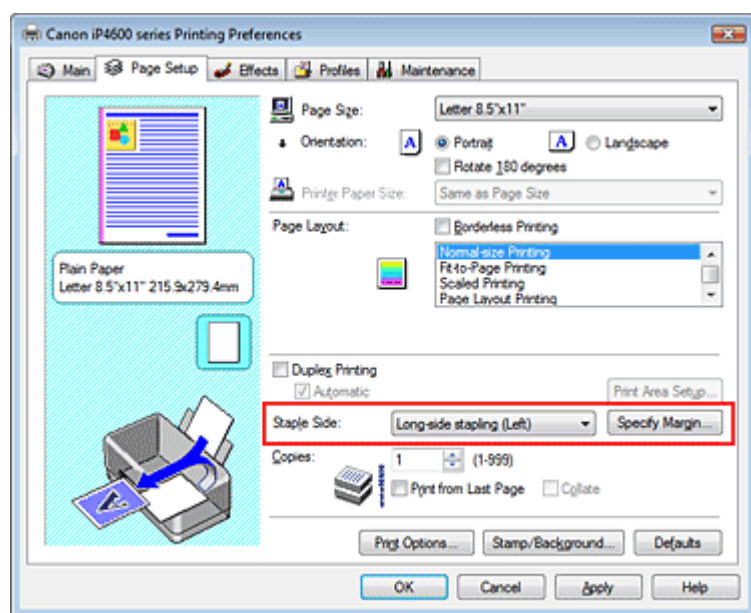 Canon iP4600 series Printing Preferences
Main Page Setup Effects Profiles Maintenance
Page Size: Letter 8.5"x11"
Orientation: A Portrait A Landscape
Rotate 180 degrees
Printer Paper Size: Same as Page Size
Page Layout: Borderless Printing
Normal-size Printing
Fit-to-Page Printing
Scaled Printing
Page Layout Printing
Plain Paper
Letter 8.5"x11" 215.9x279.4mm
Duplex Printing
Automatic Print Area Setup...
Staple Side: Long-side stapling (Left) Specify Margin...
Copies: 1 (1-999)
Print from Last Page Collate
Print Options... Stamp/Background... Defaults
OK Cancel Apply Help